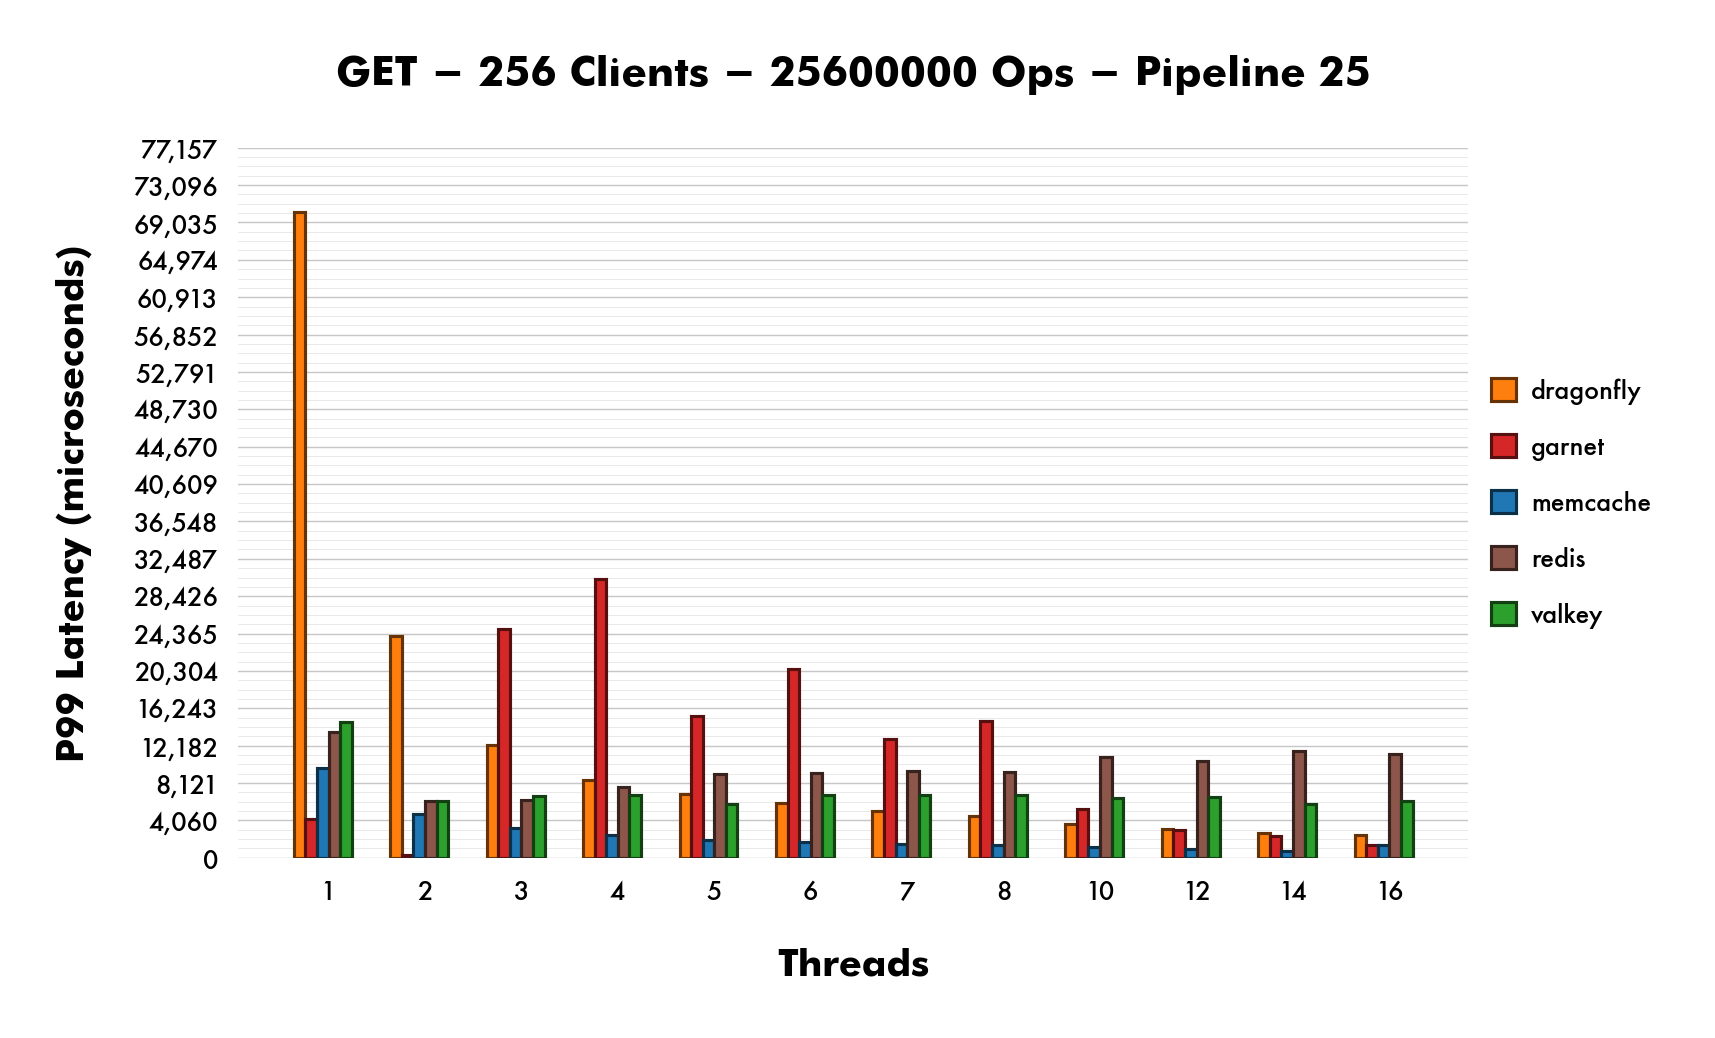 GET – 256 Clients – 25600000 Ops – Pipeline 25
P99 Latency (microseconds)
77,157
73,096
69,035
64,974
60,913
56,852
52,791
48,730
44,670
40,609
36,548
32,487
28,426
24,365
20,304
16,243
12,182
8,121
4,060
0
1 2 3 4 5 6 7 8 10 12 14 16
Threads
dragonfly
garnet
memcache
redis
valkey